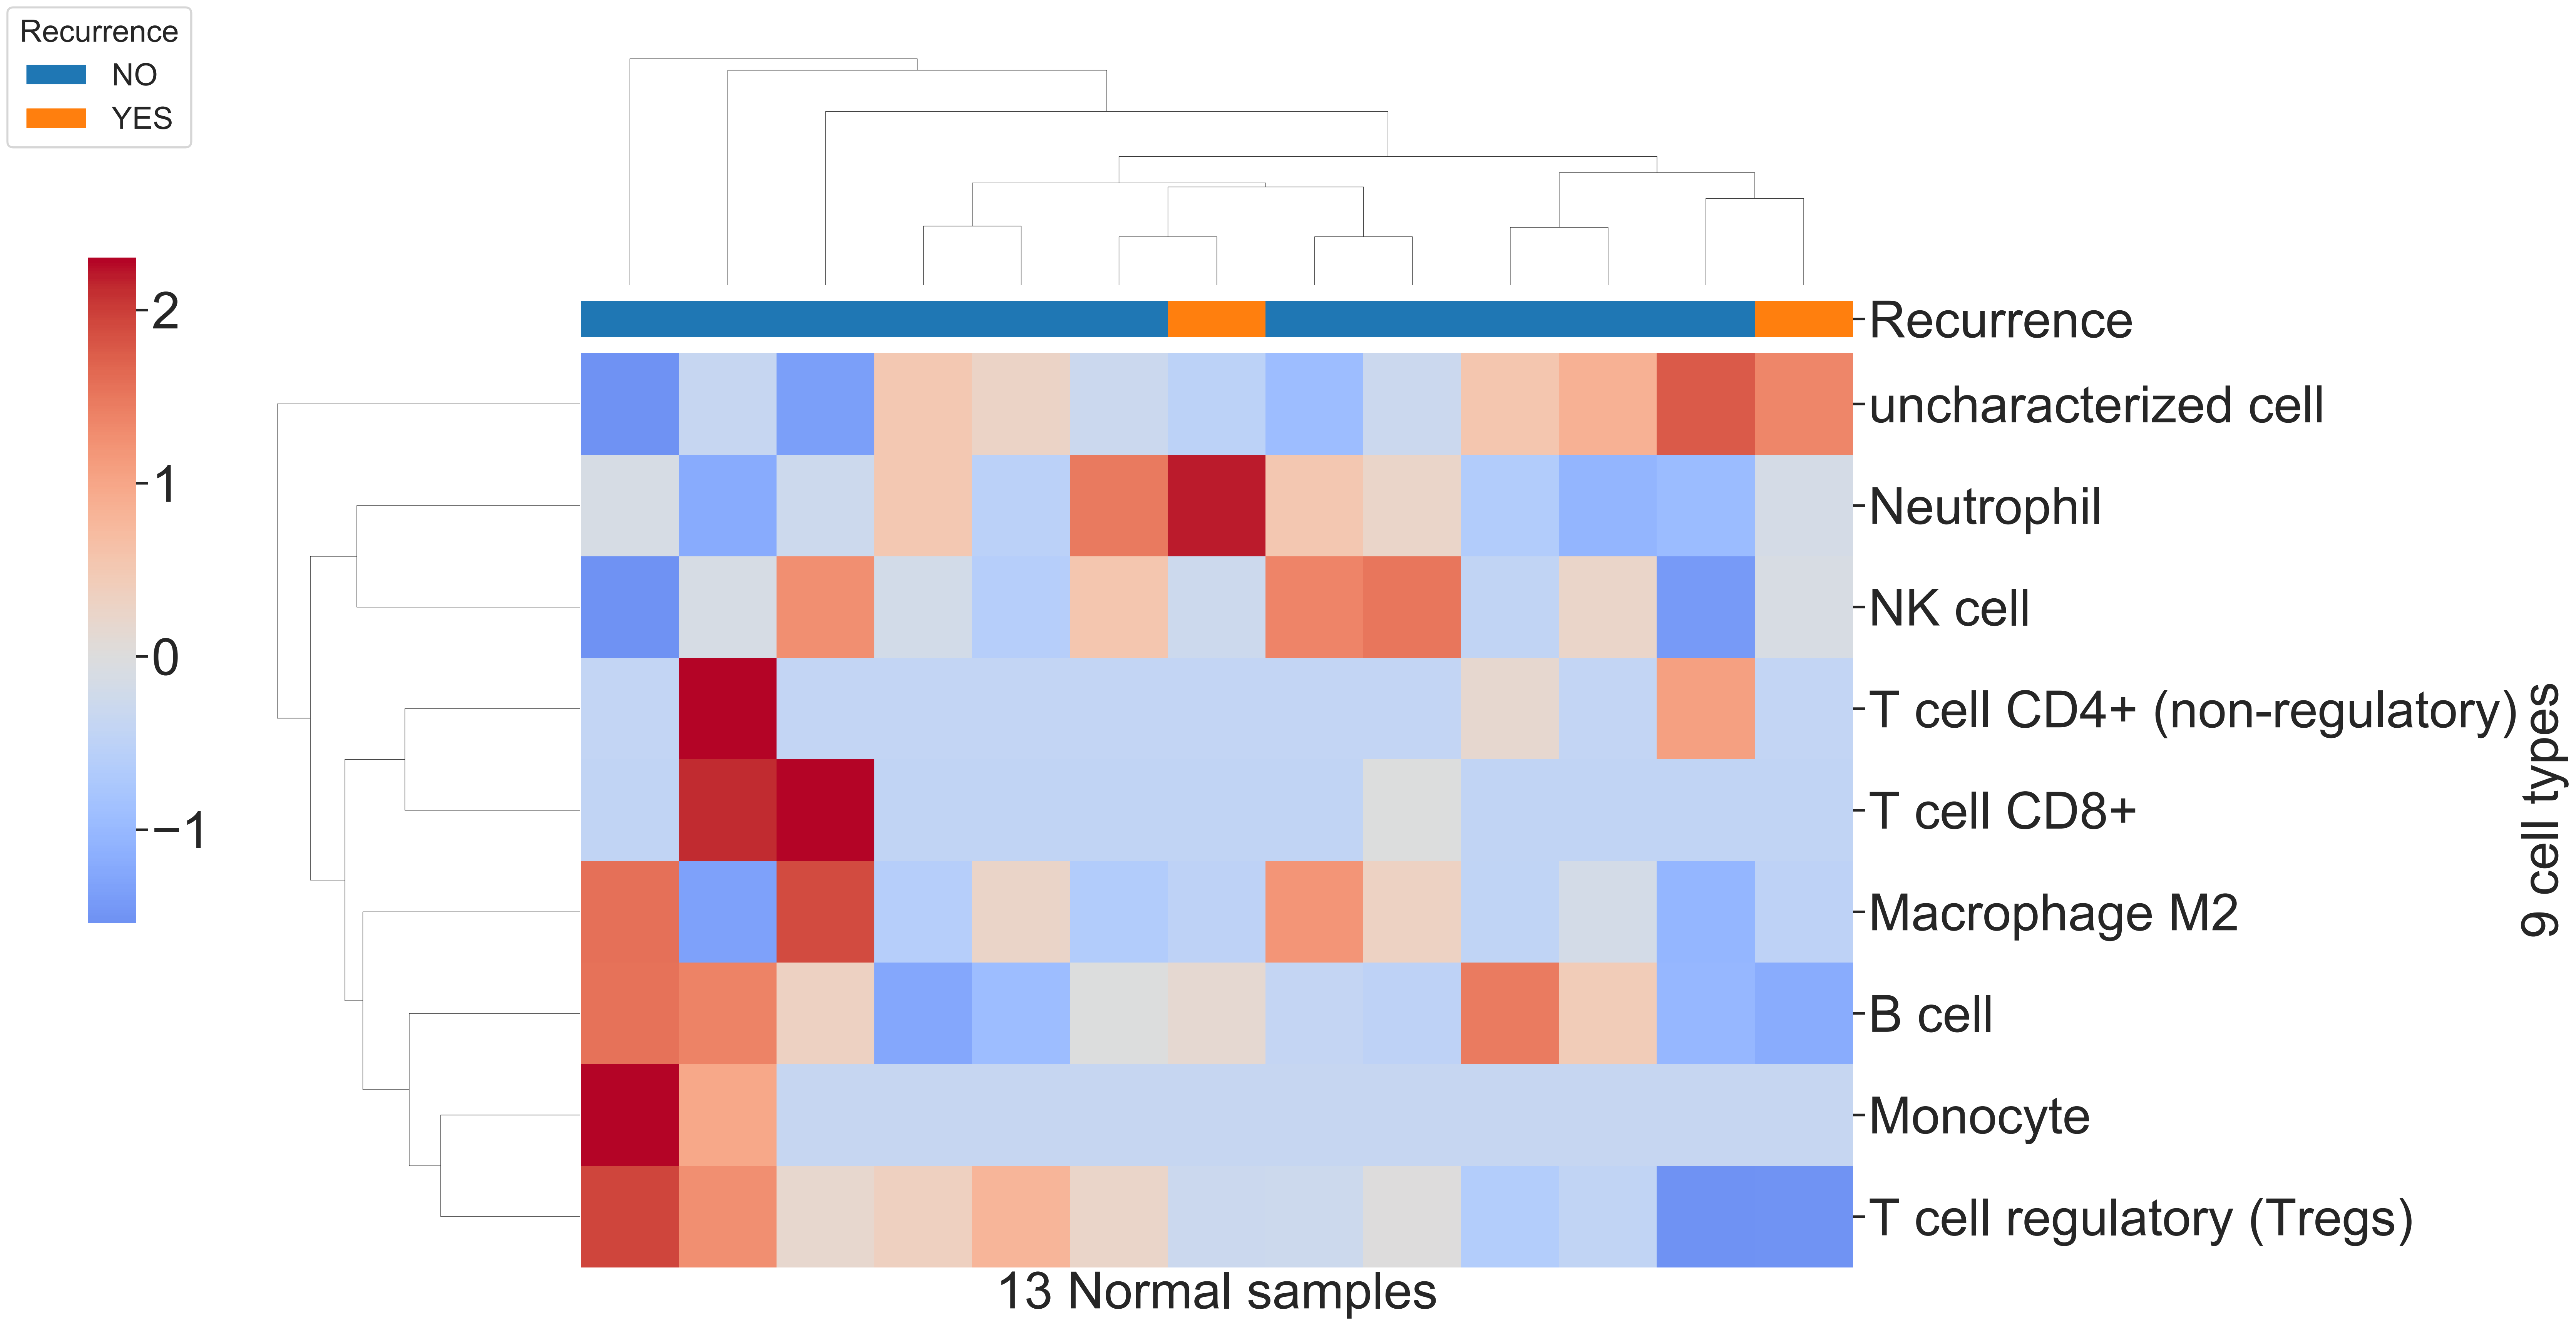 Recurrence
NO
YES
2
1
0
−1
Recurrence
uncharacterized cell
Neutrophil
NK cell
T cell CD4+ (non-regulatory)
T cell CD8+
Macrophage M2
B cell
Monocyte
T cell regulatory (Tregs)
9 cell types
13 Normal samples